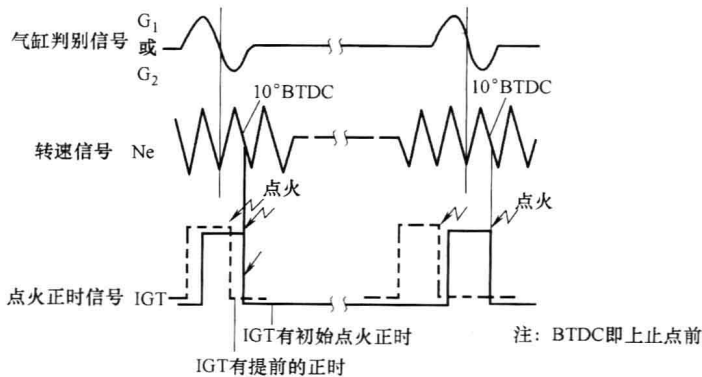 气缸判别信号 G₁
或
G₂
10°BTDC
10°BTDC
转速信号 Ne
点火
点火
点火正时信号 IGT
IGT有初始点火正时
IGT有提前的正时
注：BTDC即上止点前